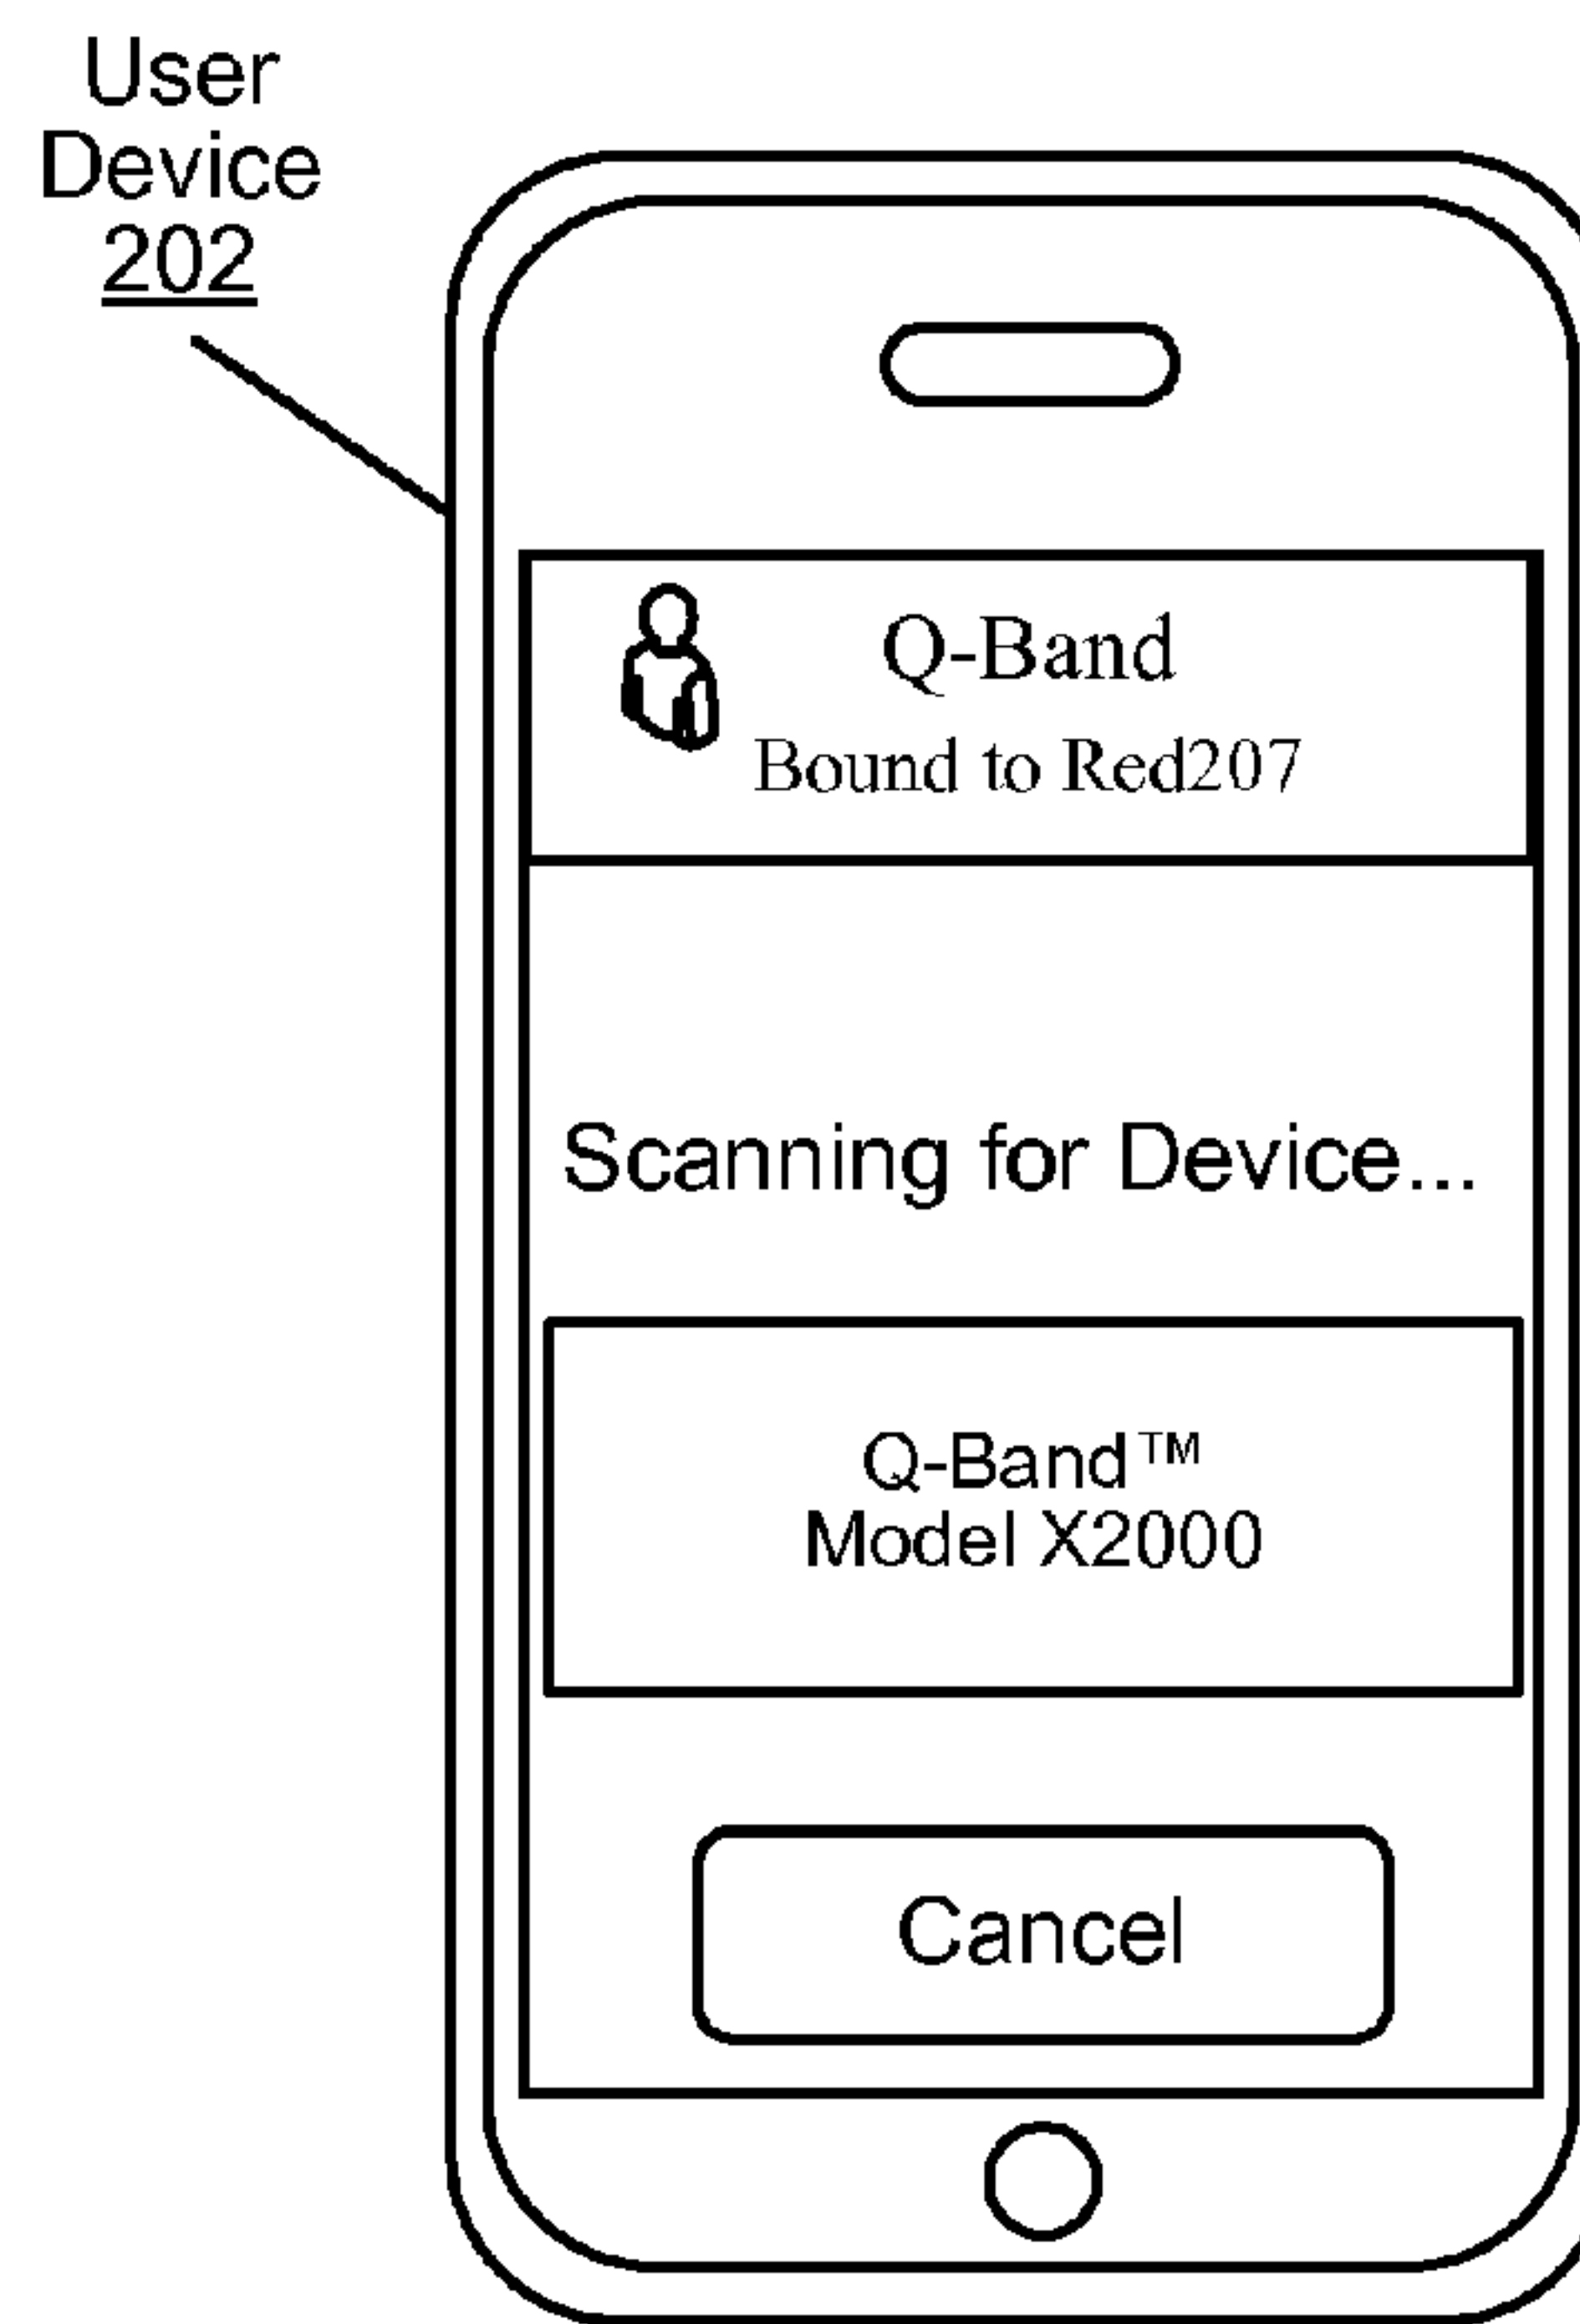 User
Device
202
Q-Band
Bound to Red207
Scanning for Device...
Q-Band™
Model X2000
Cancel